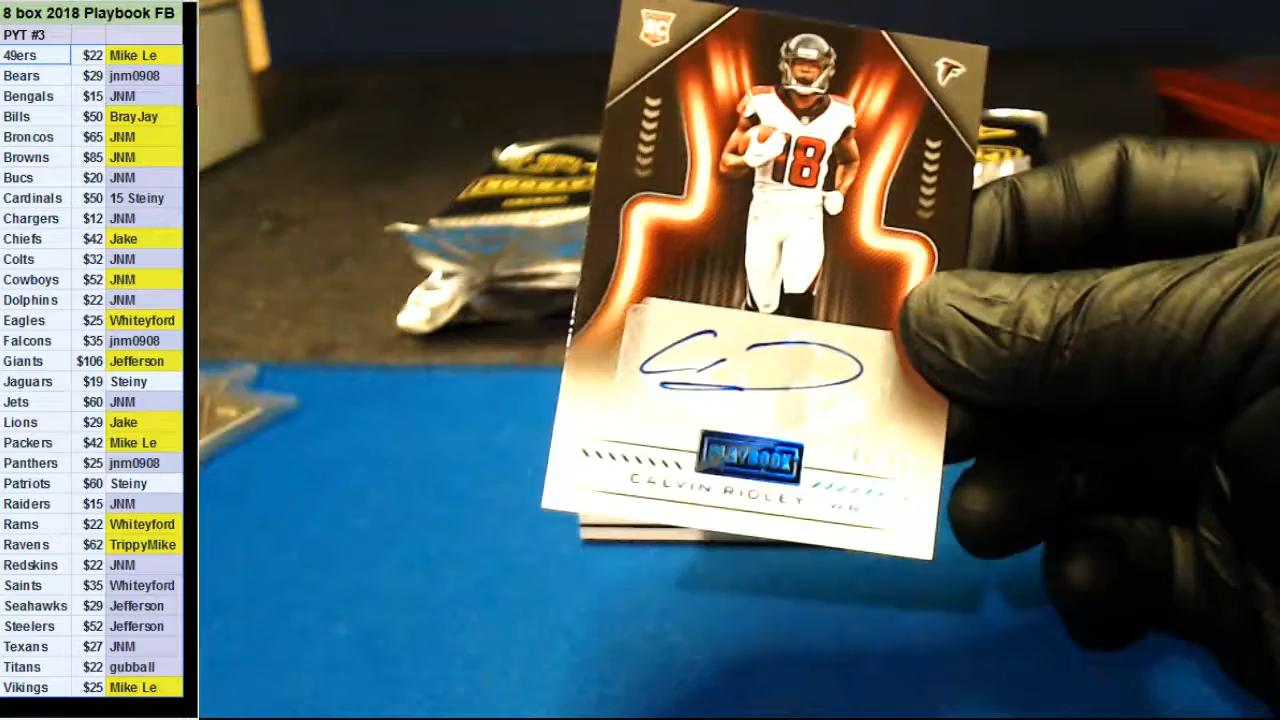 8 box 2018 Playbook FB
PYT #3
49ers $22 Mike Le
Bears $29 jnm0908
Bengals $15 JNM
Bills $50 BrayJay
Broncos $65 JNM
Browns $85 JNM
Bucs $20 JNM
Cardinals $50 15 Steiny
Chargers $12 JNM
Chiefs $42 Jake
Colts $32 JNM
Cowboys $52 JNM
Dolphins $22 JNM
Eagles $25 Whiteyford
Falcons $35 jnm0908
Giants $106 Jefferson
Jaguars $19 Steiny
Jets $60 JNM
Lions $29 Jake
Packers $42 Mike Le
Panthers $25 jnm0908
Patriots $60 Steiny
Raiders $15 JNM
Rams $22 Whiteyford
Ravens $62 TrippyMike
Redskins $22 JNM
Saints $35 Whiteyford
Seahawks $29 Jefferson
Steelers $52 Jefferson
Texans $27 JNM
Titans $22 gubball
Vikings $25 Mike Le
RC
18
PLAYBOOK
CALVIN RIDLEY
WR